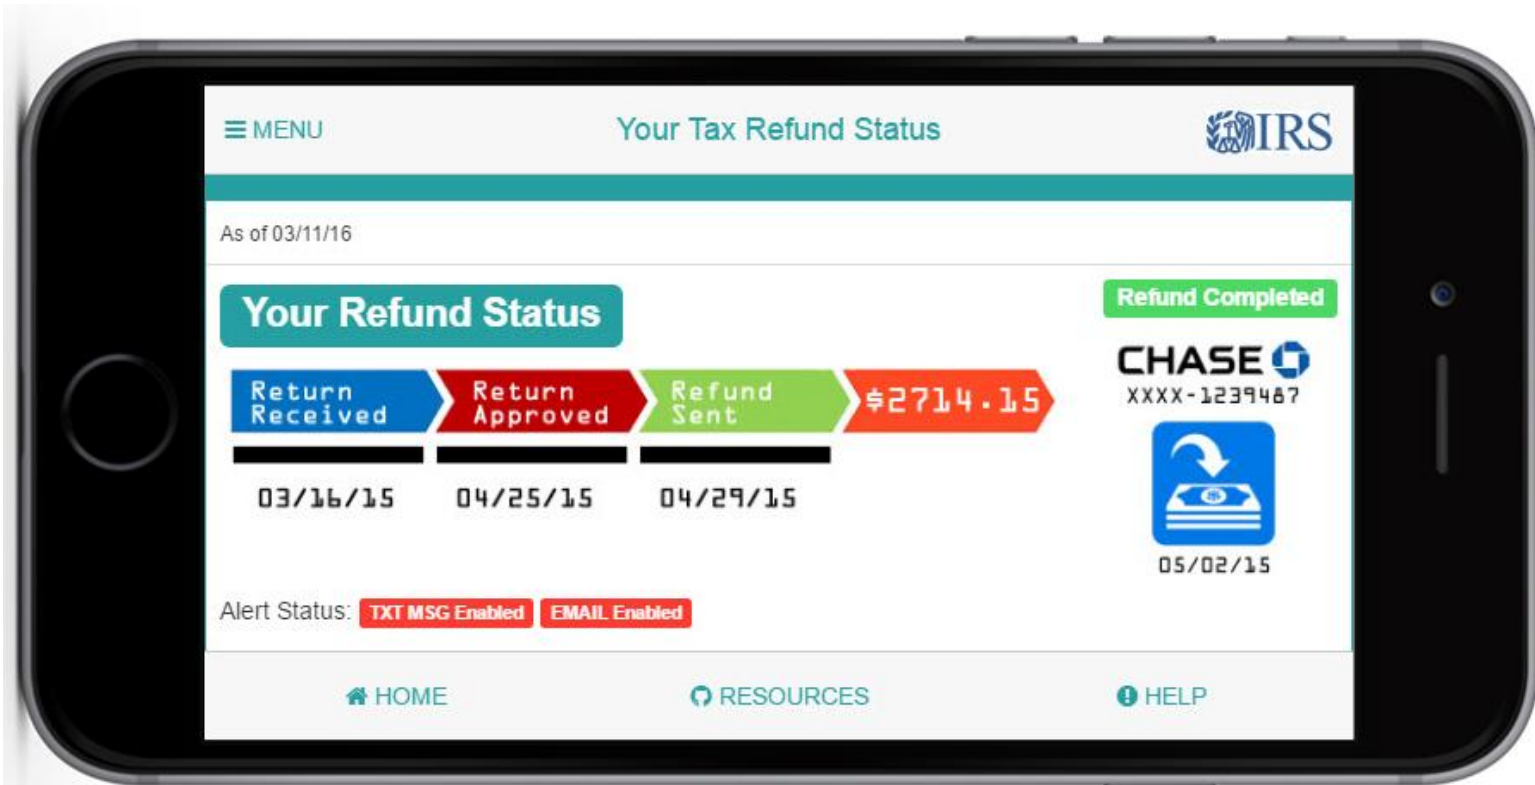 MENU
Your Tax Refund Status
IRS
As of 03/11/16
Your Refund Status
Refund Completed
CHASE
XXXX-1239487
Return
Received
Return
Approved
Refund
Sent
$2714.15
03/16/15
04/25/15
04/29/15
05/02/15
Alert Status: TXT MSG Enabled EMAIL Enabled
HOME
RESOURCES
HELP